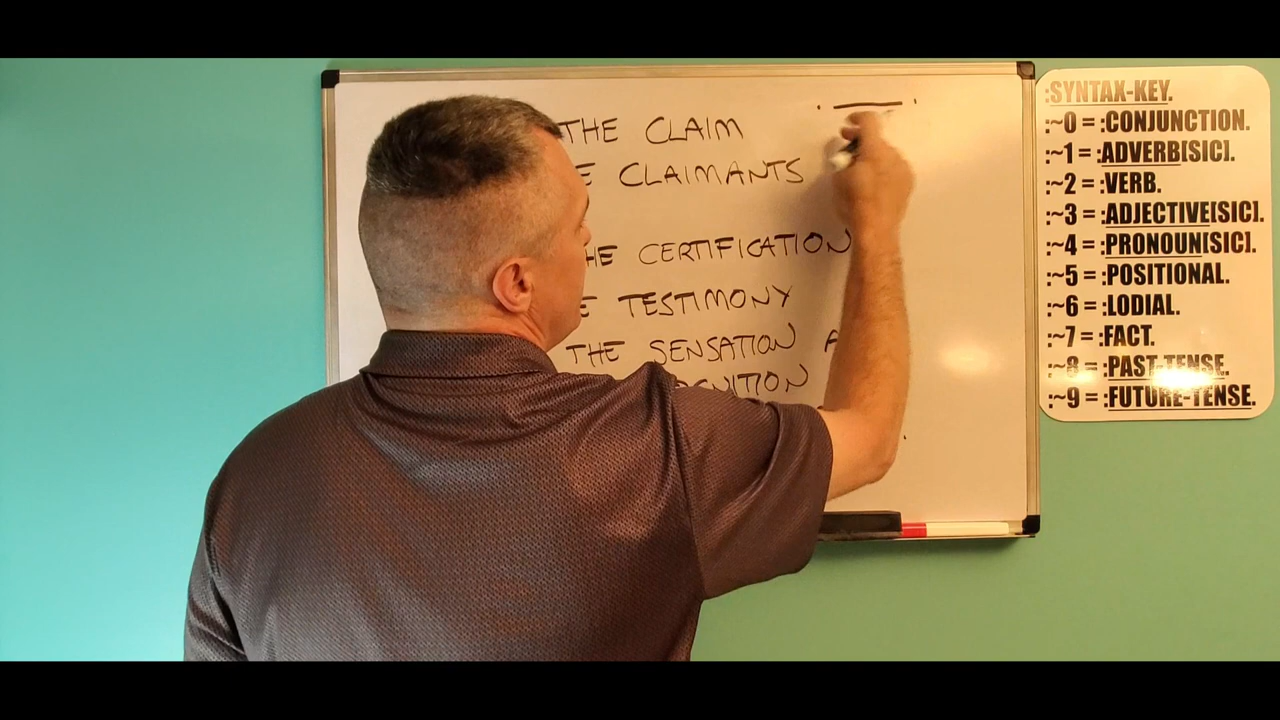 THE CLAIM
CLAIMANTS
CERTIFICATION
TESTIMONY
THE SENSATION
:SYNTAX-KEY.
:~0 = :CONJUNCTION.
:~1 = :ADVERB[SIC].
:~2 = :VERB.
:~3 = :ADJECTIVE[SIC].
:~4 = :PRONOUN[SIC].
:~5 = :POSITIONAL.
:~6 = :LODIAL.
:~7 = :FACT.
:~8 = :PAST-TENSE.
:~9 = :FUTURE-TENSE.